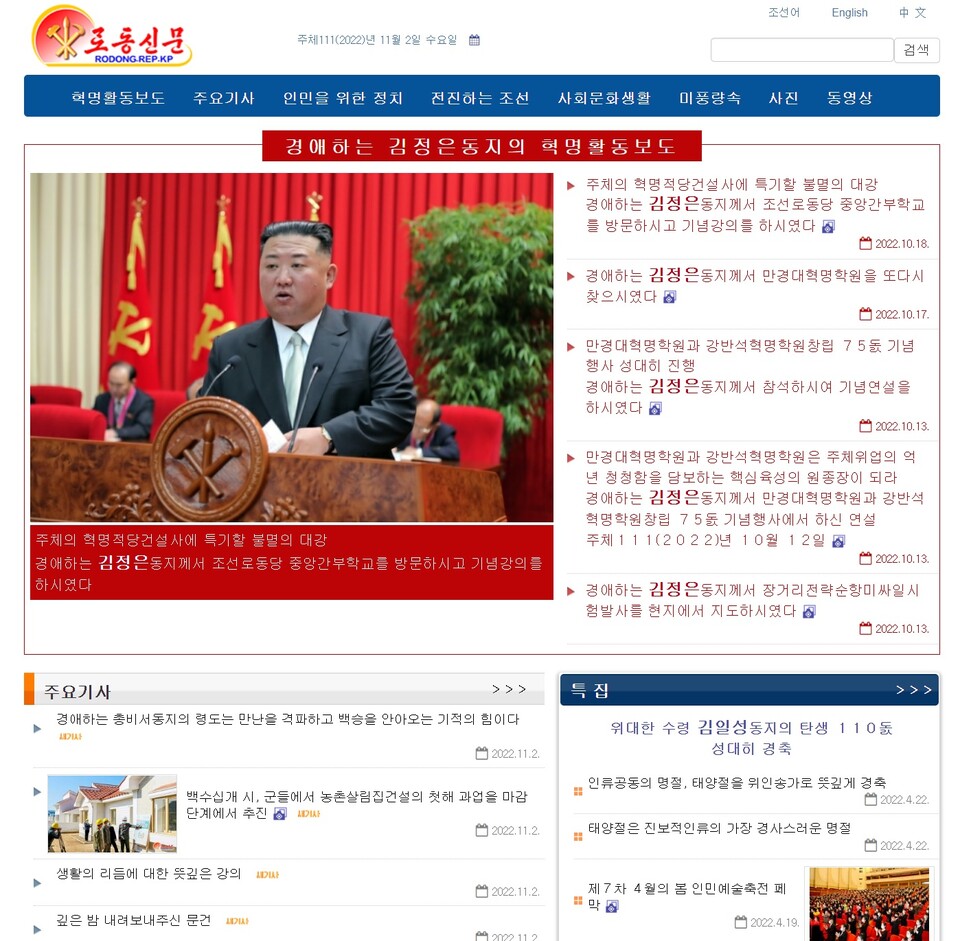 조선어 English 中 文
로동신문
RODONG.REP.KP
주체111(2022)년 11월 2일 수요일
검색
혁명활동보도 주요기사 인민을 위한 정치 전진하는 조선 사회문화생활 미풍량속 사진 동영상
경애하는 김정은동지의 혁명활동보도
주체의 혁명적당건설사에 특기할 불멸의 대강
경애하는 김정은동지께서 조선로동당 중앙간부학교를 방문하시고 기념강의를
하시였다
주체의 혁명적당건설사에 특기할 불멸의 대강
경애하는 김정은동지께서 조선로동당 중앙간부학교
를 방문하시고 기념강의를 하시였다
2022.10.18.
경애하는 김정은동지께서 만경대혁명학원을 또다시
찾으시였다
2022.10.17.
만경대혁명학원과 강반석혁명학원창립 ７５돐 기념
행사 성대히 진행
경애하는 김정은동지께서 참석하시여 기념연설을
하시였다
2022.10.13.
만경대혁명학원과 강반석혁명학원은 주체위업의 억
년 청청함을 담보하는 핵심육성의 원종장이 되라
경애하는 김정은동지께서 만경대혁명학원과 강반석
혁명학원창립 ７５돐 기념행사에서 하신 연설
주체１１１(２０２２)년 １０월 １２일
2022.10.13.
경애하는 김정은동지께서 장거리전략순항미싸일시
험발사를 현지에서 지도하시였다
2022.10.13.
주요기사 >>>
경애하는 총비서동지의 령도는 만난을 격파하고 백승을 안아오는 기적의 힘이다
새기사
2022.11.2.
백수십개 시, 군들에서 농촌살림집건설의 첫해 과업을 마감
단계에서 추진 새기사
2022.11.2.
생활의 리듬에 대한 뜻깊은 강의 새기사
2022.11.2.
깊은 밤 내려보내주신 문건 새기사
2022.11.2.
특집 >>>
위대한 수령 김일성동지의 탄생 １１０돐
성대히 경축
인류공동의 명절, 태양절을 위인송가로 뜻깊게 경축
2022.4.22.
태양절은 진보적인류의 가장 경사스러운 명절
2022.4.22.
제７차 ４월의 봄 인민예술축전 페
막
2022.4.19.